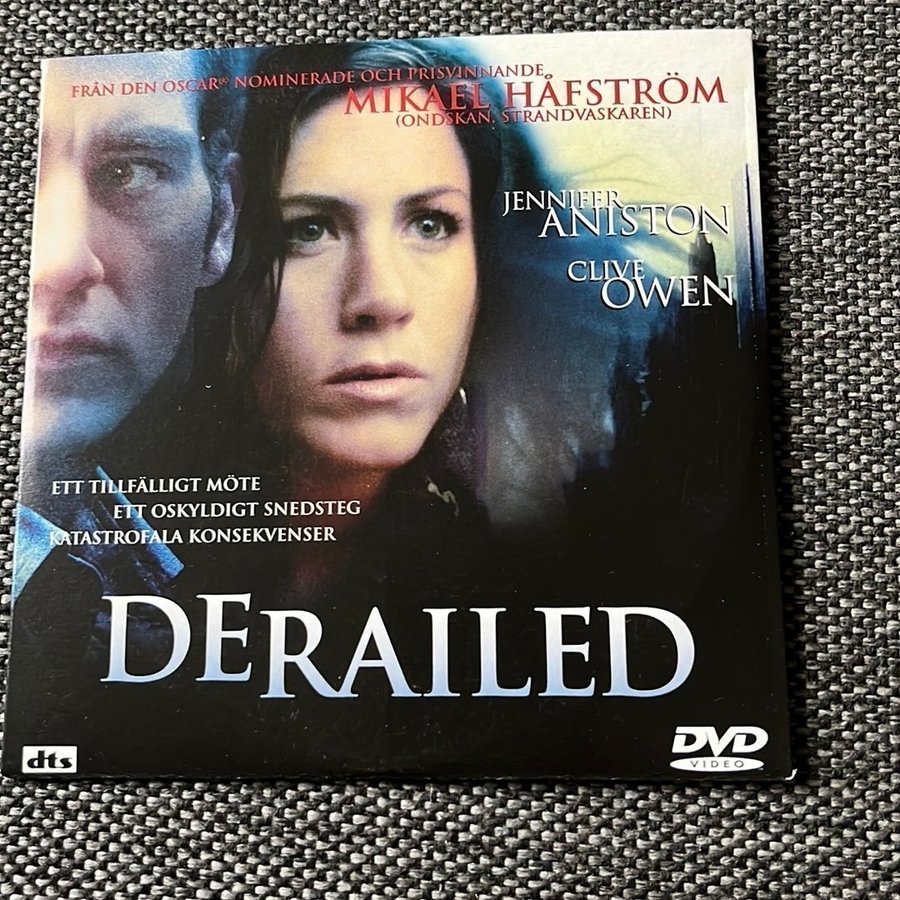 FRÅN DEN OSCAR® NOMINERADE OCH PRISVINNANDE
MIKAEL HÅFSTRÖM
(ONDSKAN, STRANDVASKAREN)
JENNIFER
ANISTON
CLIVE
OWEN
ETT TILLFÄLLIGT MÖTE
ETT OSKYLDIGT SNEDSTEG
KATASTROFALA KONSEKVENSER
DERAILED
dts
DVD
VIDEO